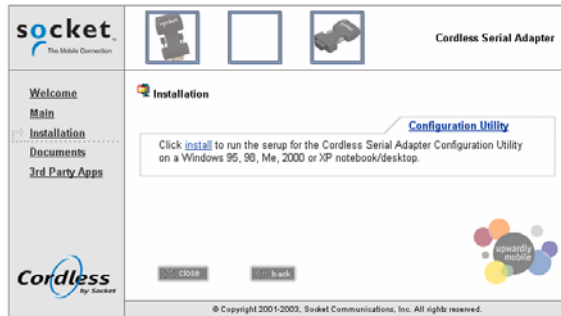 socket
The Mobile Connection
Cordless Serial Adapter
Welcome
Main
Installation
Documents
3rd Party Apps
Installation
Configuration Utility
Click install to run the serup for the Cordless Serial Adapter Configuration Utility
on a Windows 95, 98, Me, 2000 or XP notebook/desktop.
upwardly
mobile
close
back
Cordless
by Socket
© Copyright 2001-2003, Socket Communications, Inc. All rights reserved.